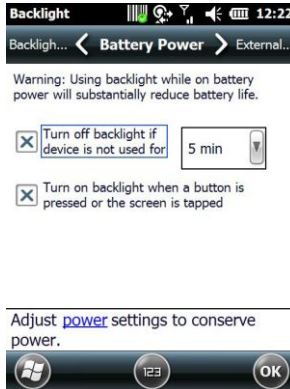 Backlight 12:22
Backligh... Battery Power External..
Warning: Using backlight while on battery
power will substantially reduce battery life.
Turn off backlight if
device is not used for
5 min
Turn on backlight when a button is
pressed or the screen is tapped
Adjust power settings to conserve
power.
123
OK